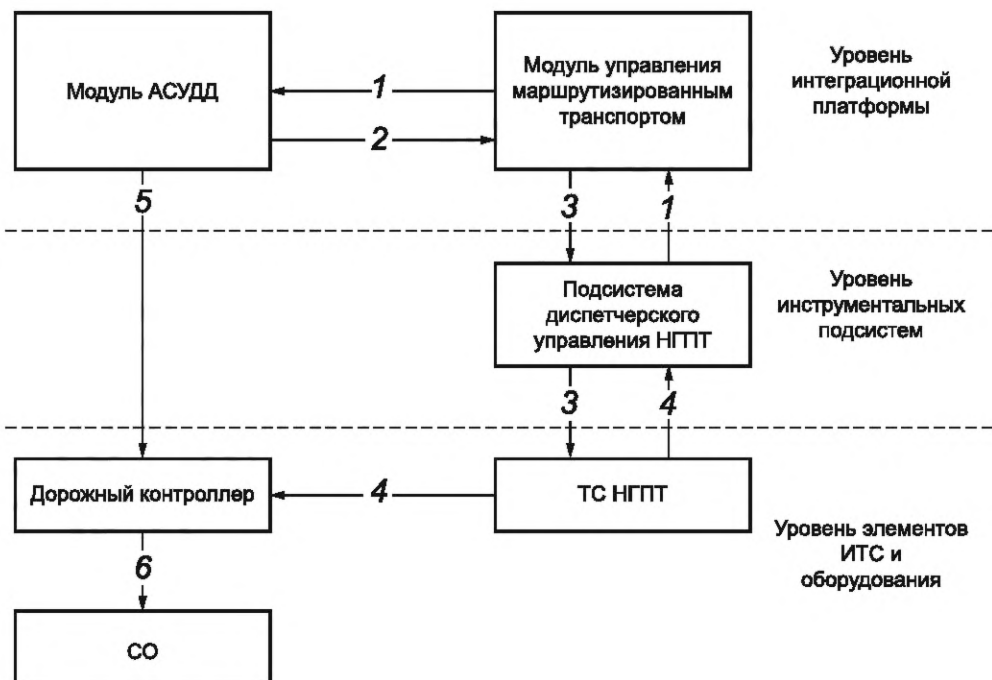 Модуль АСУДД
1
2
Модуль управления
маршрутизированным
транспортом
Уровень
интеграционной
платформы
5
3
1
Подсистема
диспетчерского
управления НГПТ
Уровень
инструментальных
подсистем
3
4
Дорожный контроллер
4
ТС НГПТ
Уровень элементов
ИТС и
оборудования
6
СО